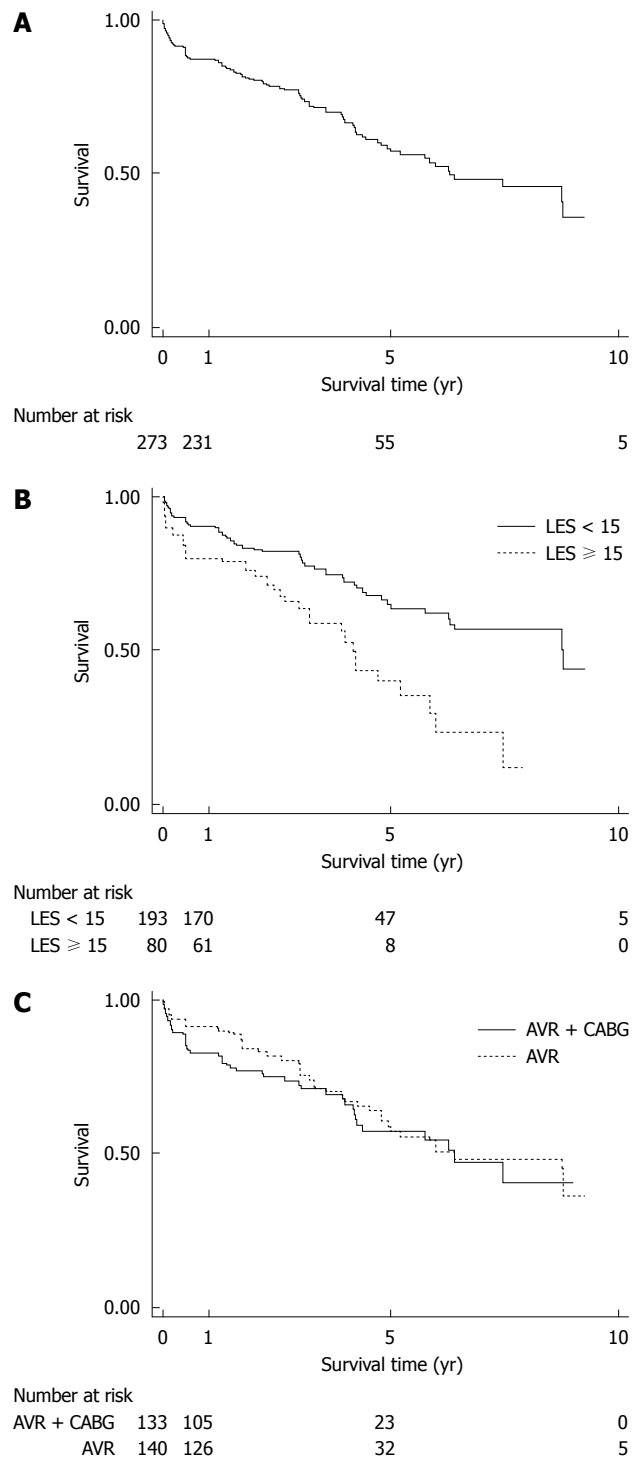 A
1.00
0.50
0.00
Survival
0 1 5 10
Survival time (yr)
Number at risk
273 231 55 5
B
1.00
0.50
0.00
Survival
LES < 15
LES ⩾ 15
0 1 5 10
Survival time (yr)
Number at risk
LES < 15 193 170 47 5
LES ⩾ 15 80 61 8 0
C
1.00
0.50
0.00
Survival
AVR + CABG
AVR
0 1 5 10
Survival time (yr)
Number at risk
AVR + CABG 133 105 23 0
AVR 140 126 32 5